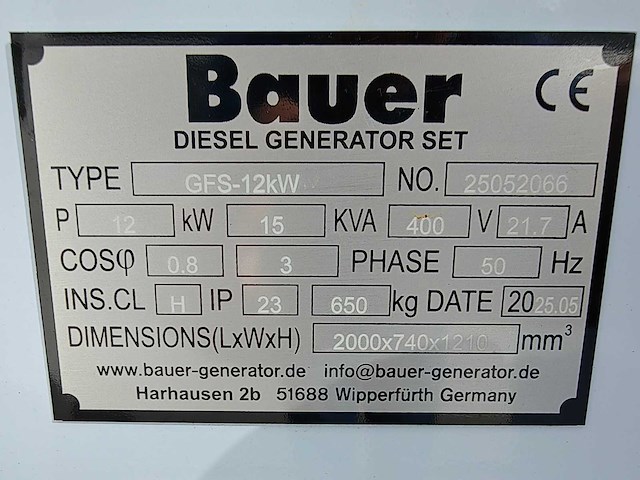 Bauer CE
DIESEL GENERATOR SET
TYPE GFS-12kW NO. 25052066
P 12 kW 15 KVA 400 V 21.7 A
COSφ 0.8 3 PHASE 50 Hz
INS.CL H IP 23 650 kg DATE 2025.05
DIMENSIONS(LxWxH) 2000x740x1210 mm³
www.bauer-generator.de info@bauer-generator.de
Harhausen 2b 51688 Wipperfürth Germany